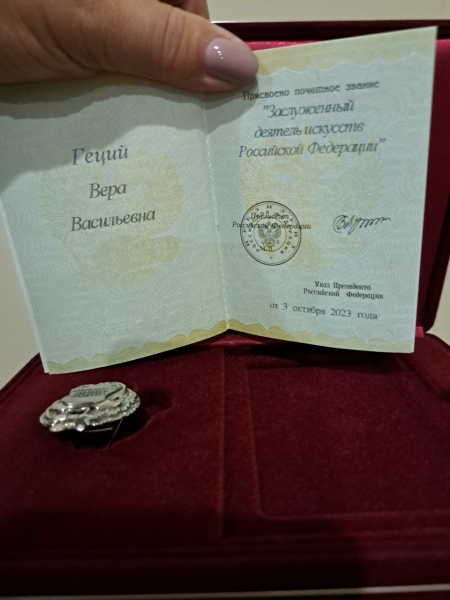 Геций
Вера
Васильевна
Присвоено почетное звание
"Заслуженный
деятель искусств
Российской Федерации"
Президент
Российской Федерации
М.П.
Указ Президента
Российской Федерации
от 3 октября 2023 года